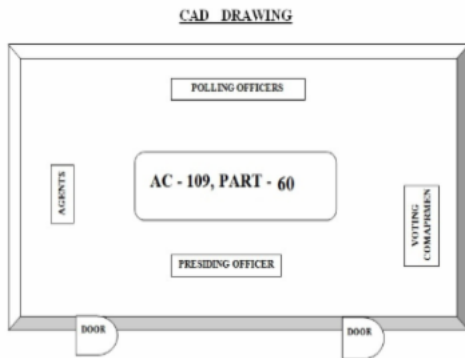 CAD DRAWING
POLLING OFFICERS
AGENTS
AC - 109, PART - 60
VOTING
COMAPRMEN
PRESIDING OFFICER
DOOR
DOOR